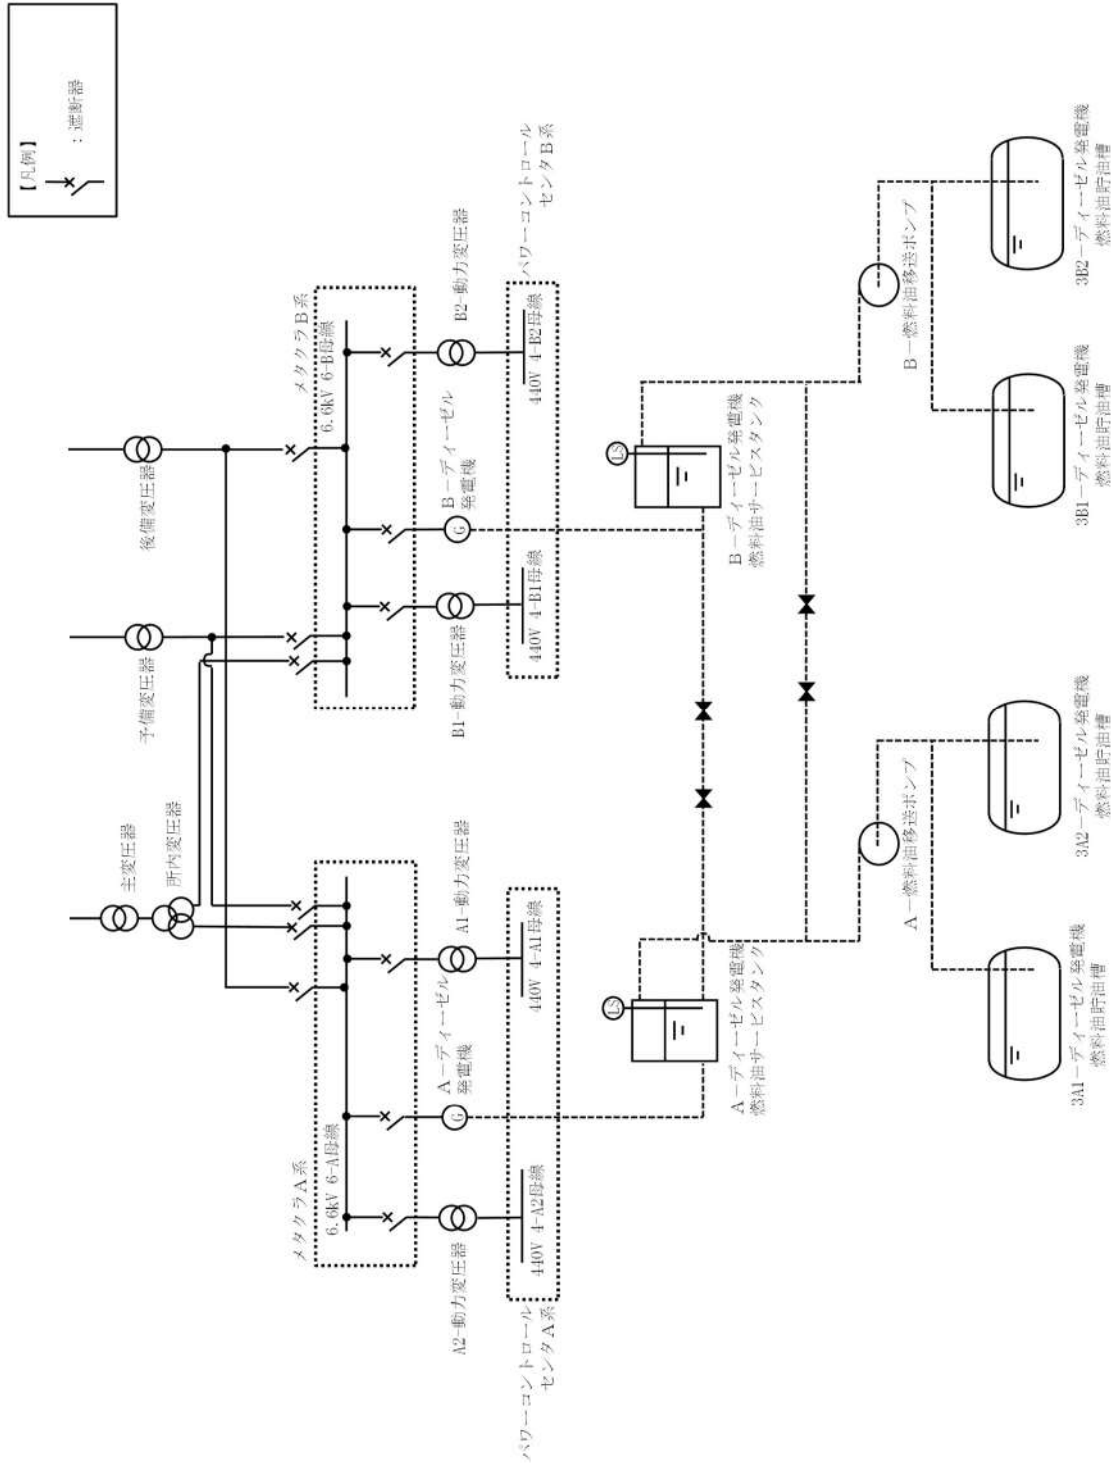 【凡例】
：遮断器
主変圧器
所内変圧器
予備変圧器
後備変圧器
メタクラA系
6.6kV 6-A母線
メタクラB系
6.6kV 6-B母線
A2-動力変圧器
A－ディーゼル
発電機
A1-動力変圧器
B1-動力変圧器
B－ディーゼル
発電機
B2-動力変圧器
G
G
パワーコントロール
センタA系
440V 4-A2母線
440V 4-A1母線
440V 4-B1母線
440V 4-B2母線
パワーコントロール
センタB系
LS
LS
A－ディーゼル発電機
燃料油サービスタンク
B－ディーゼル発電機
燃料油サービスタンク
A－燃料油移送ポンプ
B－燃料油移送ポンプ
3A1－ディーゼル発電機
燃料油貯油槽
3A2－ディーゼル発電機
燃料油貯油槽
3B1－ディーゼル発電機
燃料油貯油槽
3B2－ディーゼル発電機
燃料油貯油槽